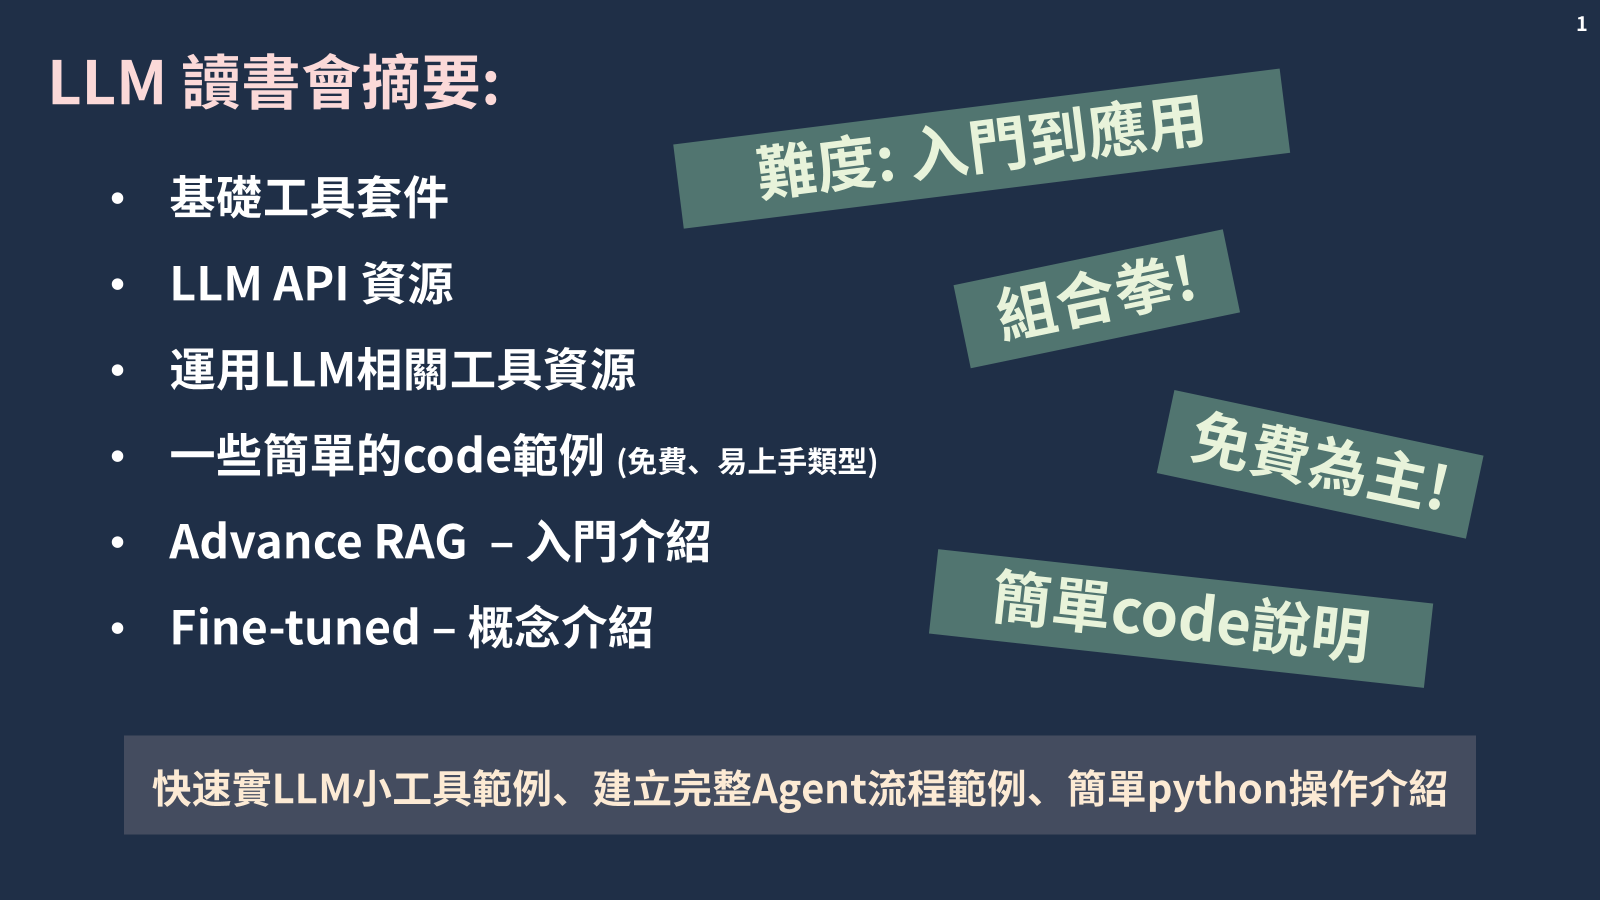 1
LLM 讀書會摘要:
• 基礎工具套件
• LLM API 資源
• 運用LLM相關工具資源
• 一些簡單的code範例 (免費、易上手類型)
• Advance RAG – 入門介紹
• Fine-tuned – 概念介紹
難度: 入門到應用
組合拳!
免費為主!
簡單code說明
快速實LLM小工具範例、建立完整Agent流程範例、簡單python操作介紹